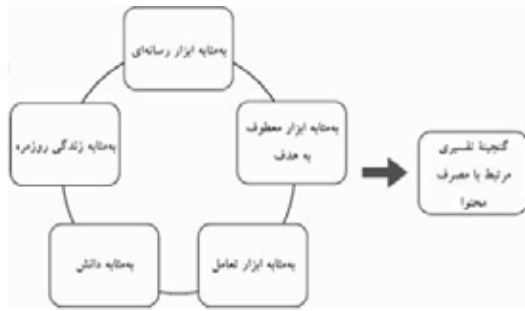 به‌مثابه ابزار رسانه‌ای
به‌مثابه ابزار معطوف
به هدف
به‌مثابه زندگی روزمره
به‌مثابه ابزار تعامل
به‌مثابه دانش
گنجینهٔ تفسیری
مرتبط با مصرف
محتوا